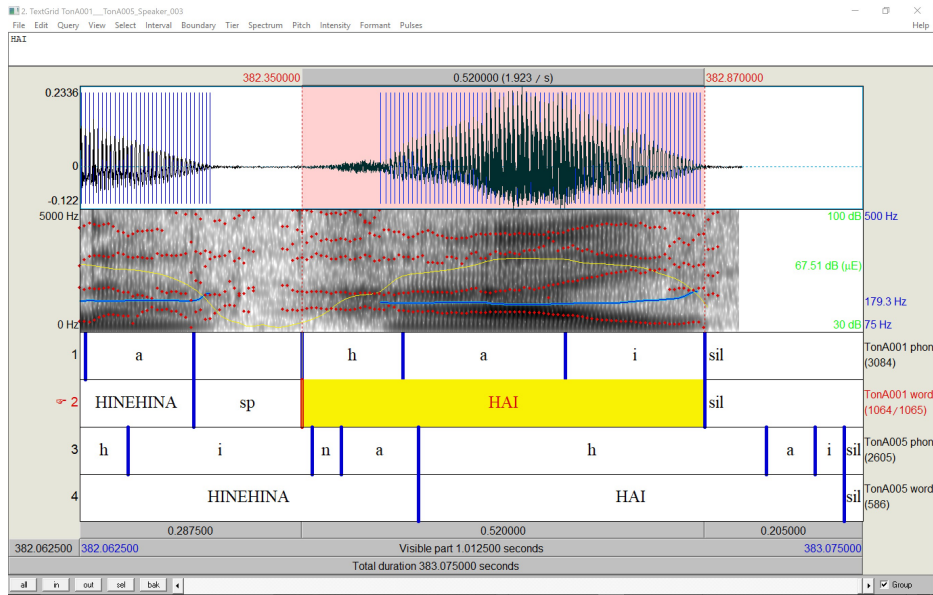 2. TextGrid TonA001__TonA005_Speaker_003
File Edit Query View Select Interval Boundary Tier Spectrum Pitch Intensity Formant Pulses Help
HAI
382.350000 0.520000 (1.923 / s) 382.870000
0.2336
0
-0.122
5000 Hz 100 dB 500 Hz
67.51 dB (µE)
179.3 Hz
0 Hz 30 dB 75 Hz
1 a h a i sil TonA001 phon
(3084)
2 HINEHINA sp HAI sil TonA001 word
(1064/1065)
3 h i n a h a i sil TonA005 phon
(2605)
4 HINEHINA HAI sil TonA005 word
(586)
0.287500 0.520000 0.205000
382.062500 382.062500 Visible part 1.012500 seconds 383.075000
Total duration 383.075000 seconds
all in out sel bak Group